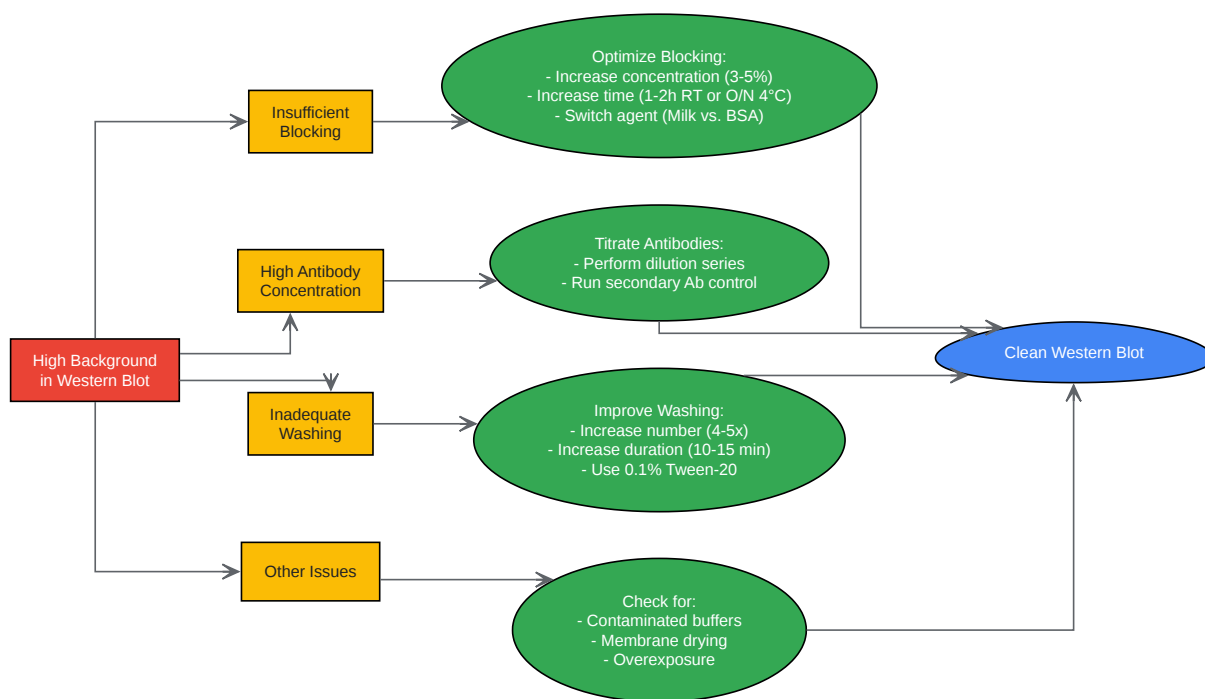 Optimize Blocking:
- Increase concentration (3-5%)
- Increase time (1-2h RT or O/N 4°C)
- Switch agent (Milk vs. BSA)
Insufficient
Blocking
Titrate Antibodies:
- Perform dilution series
- Run secondary Ab control
High Antibody
Concentration
High Background
in Western Blot
Clean Western Blot
Inadequate
Washing
Improve Washing:
- Increase number (4-5x)
- Increase duration (10-15 min)
- Use 0.1% Tween-20
Other Issues
Check for:
- Contaminated buffers
- Membrane drying
- Overexposure